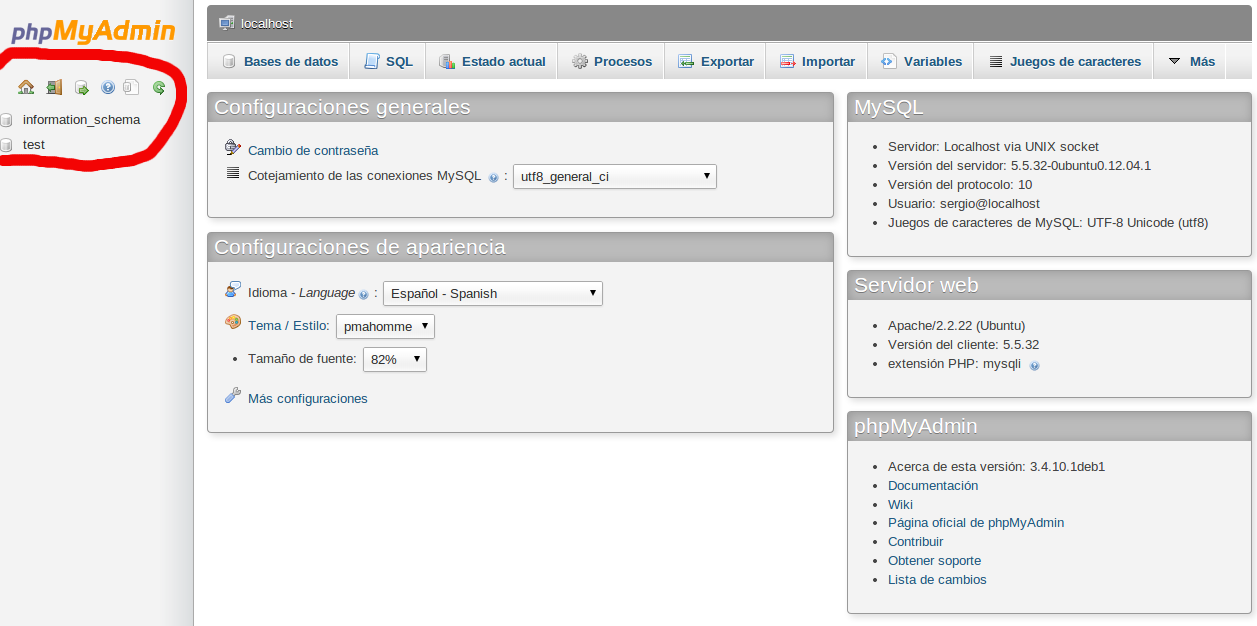 phpMyAdmin
information_schema
test
localhost
Bases de datos SQL Estado actual Procesos Exportar Importar Variables Juegos de caracteres Más
Configuraciones generales
Cambio de contraseña
Cotejamiento de las conexiones MySQL : utf8_general_ci
Configuraciones de apariencia
Idioma - Language : Español - Spanish
Tema / Estilo: pmahomme
Tamaño de fuente: 82%
Más configuraciones
MySQL
Servidor: Localhost via UNIX socket
Versión del servidor: 5.5.32-0ubuntu0.12.04.1
Versión del protocolo: 10
Usuario: sergio@localhost
Juegos de caracteres de MySQL: UTF-8 Unicode (utf8)
Servidor web
Apache/2.2.22 (Ubuntu)
Versión del cliente: 5.5.32
extensión PHP: mysqli
phpMyAdmin
Acerca de esta versión: 3.4.10.1deb1
Documentación
Wiki
Página oficial de phpMyAdmin
Contribuir
Obtener soporte
Lista de cambios